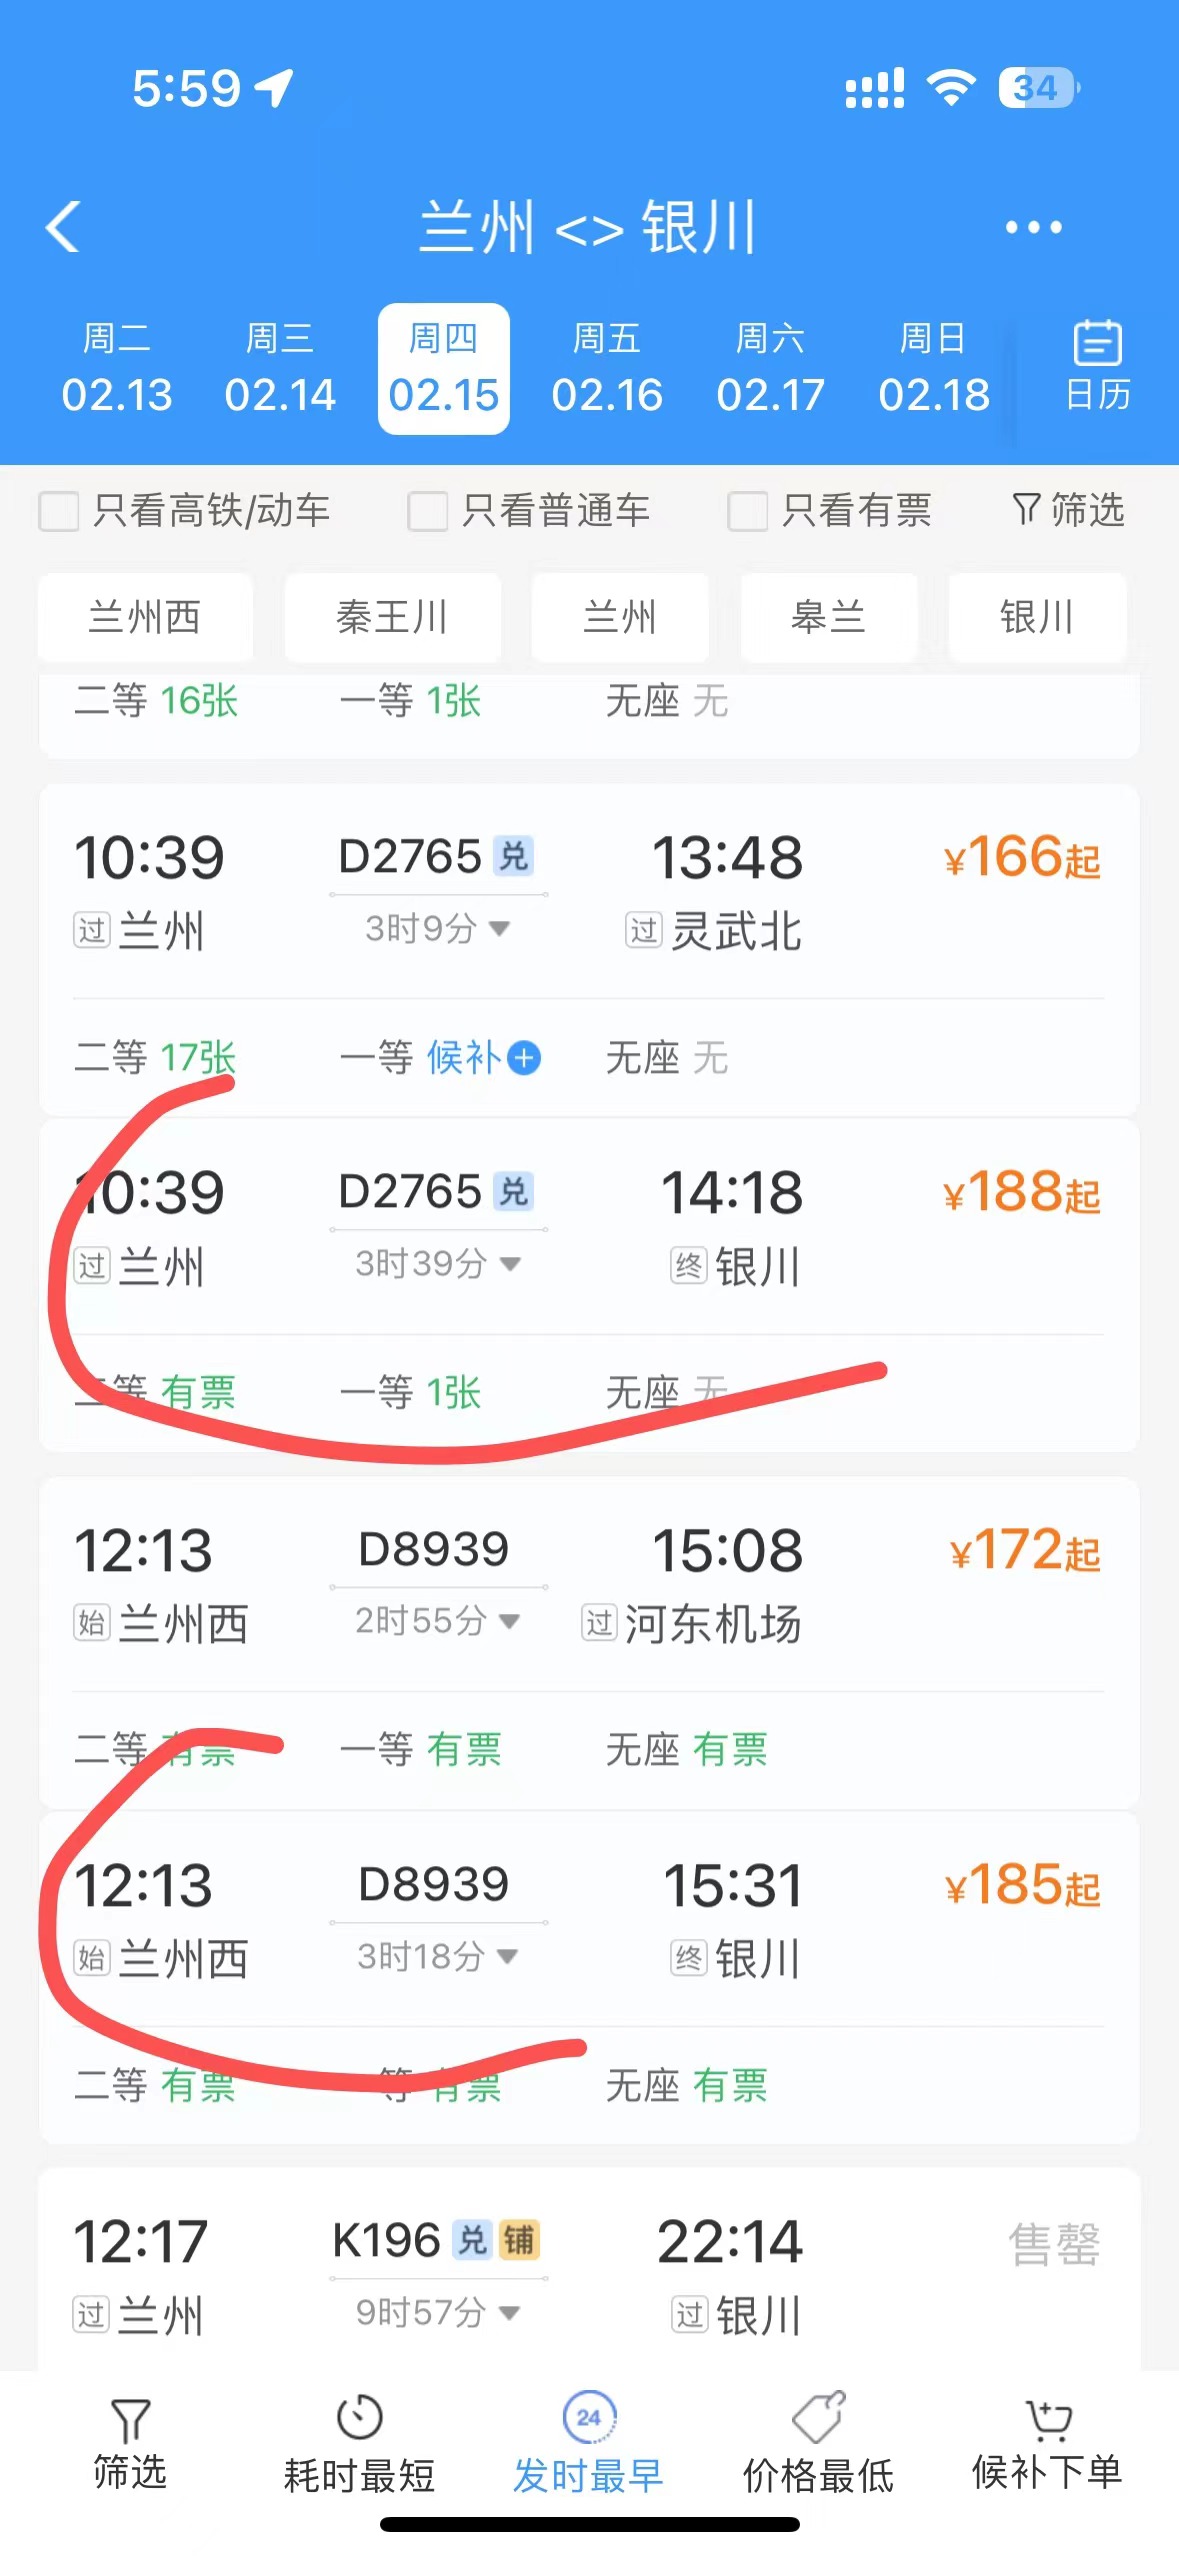 5:59
34
兰州 <> 银川
周二 周三 周四 周五 周六 周日
02.13 02.14 02.15 02.16 02.17 02.18 日历
只看高铁/动车 只看普通车 只看有票 筛选
兰州西 秦王川 兰州 皋兰 银川
二等 16张 一等 1张 无座 无
10:39 D2765 兑 13:48 ¥166起
过 兰州 3时9分 过 灵武北
二等 17张 一等 候补 无座 无
10:39 D2765 兑 14:18 ¥188起
过 兰州 3时39分 终 银川
二等 有票 一等 1张 无座 无
12:13 D8939 15:08 ¥172起
始 兰州西 2时55分 过 河东机场
二等 有票 一等 有票 无座 有票
12:13 D8939 15:31 ¥185起
始 兰州西 3时18分 终 银川
二等 有票 一等 有票 无座 有票
12:17 K196 兑 铺 22:14 售罄
过 兰州 9时57分 过 银川
24
筛选 耗时最短 发时最早 价格最低 候补下单